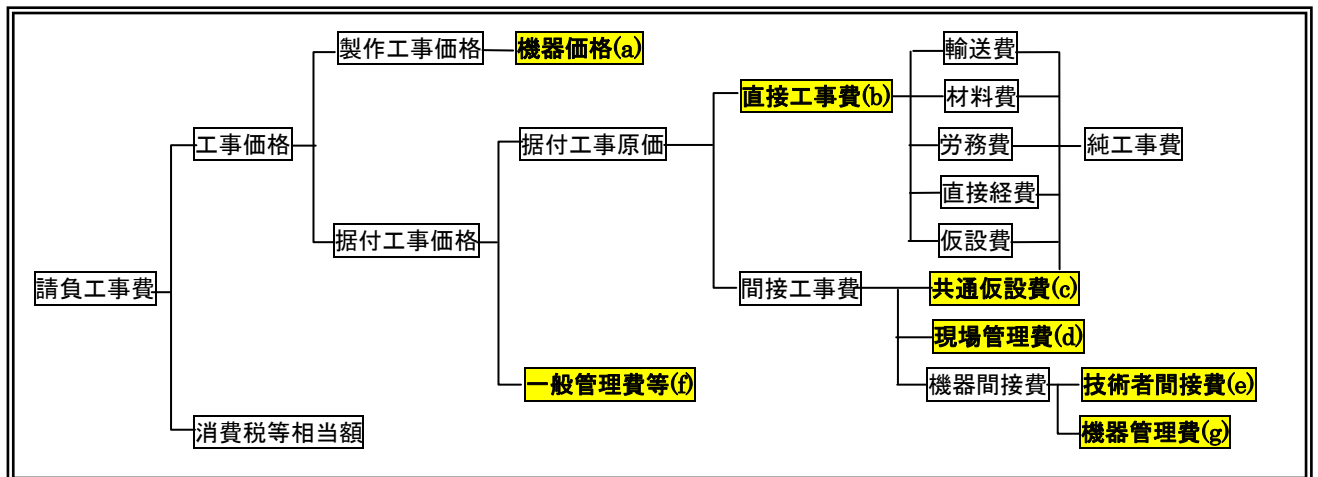 製作工事価格 機器価格(a) 輸送費
直接工事費(b) 材料費
工事価格 据付工事原価 労務費 純工事費
直接経費
据付工事価格 仮設費
請負工事費 間接工事費 共通仮設費(c)
現場管理費(d)
一般管理費等(f) 機器間接費 技術者間接費(e)
消費税等相当額 機器管理費(g)